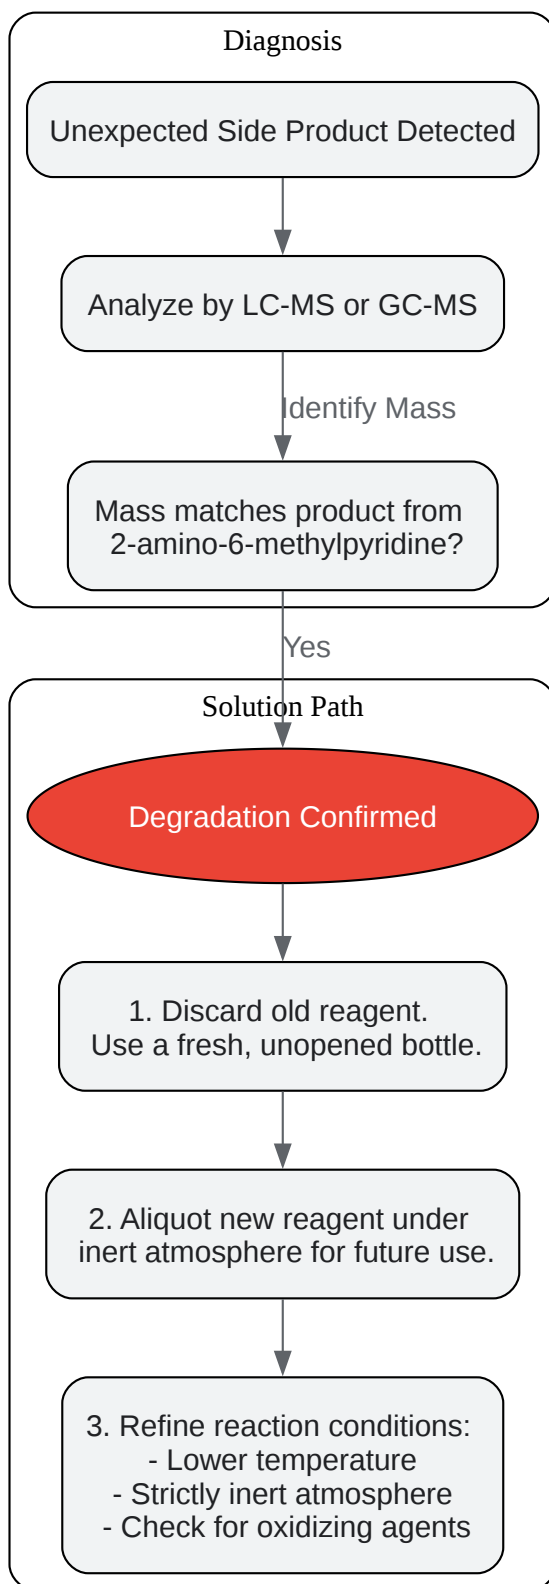 Diagnosis
Unexpected Side Product Detected
Analyze by LC-MS or GC-MS
Identify Mass
Mass matches product from
2-amino-6-methylpyridine?
Yes
Solution Path
Degradation Confirmed
1. Discard old reagent.
Use a fresh, unopened bottle.
2. Aliquot new reagent under
inert atmosphere for future use.
3. Refine reaction conditions:
- Lower temperature
- Strictly inert atmosphere
- Check for oxidizing agents